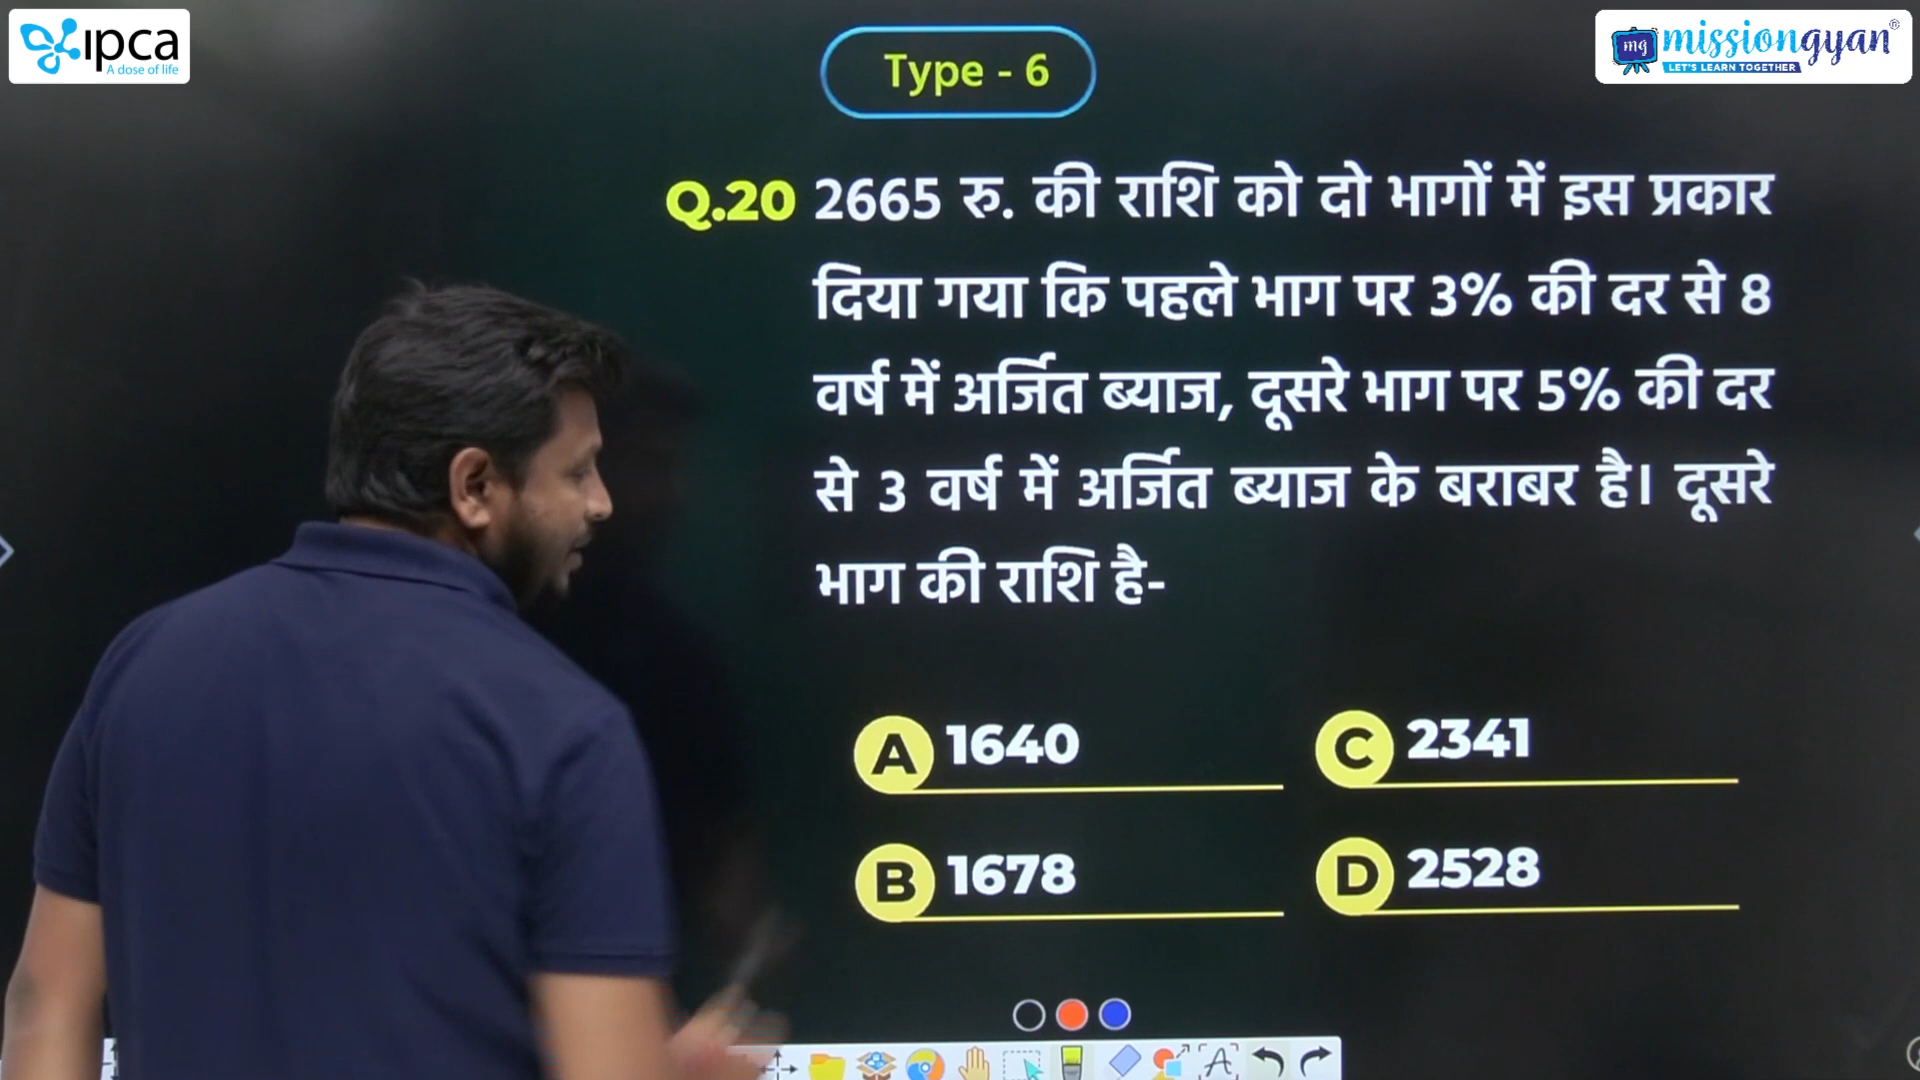 ipca
A dose of life
missiongyan®
mg
LET'S LEARN TOGETHER
Type - 6
Q.20 2665 रु. की राशि को दो भागों में इस प्रकार
दिया गया कि पहले भाग पर 3% की दर से 8
वर्ष में अर्जित ब्याज, दूसरे भाग पर 5% की दर
से 3 वर्ष में अर्जित ब्याज के बराबर है। दूसरे
भाग की राशि है-
A 1640
C 2341
B 1678
D 2528